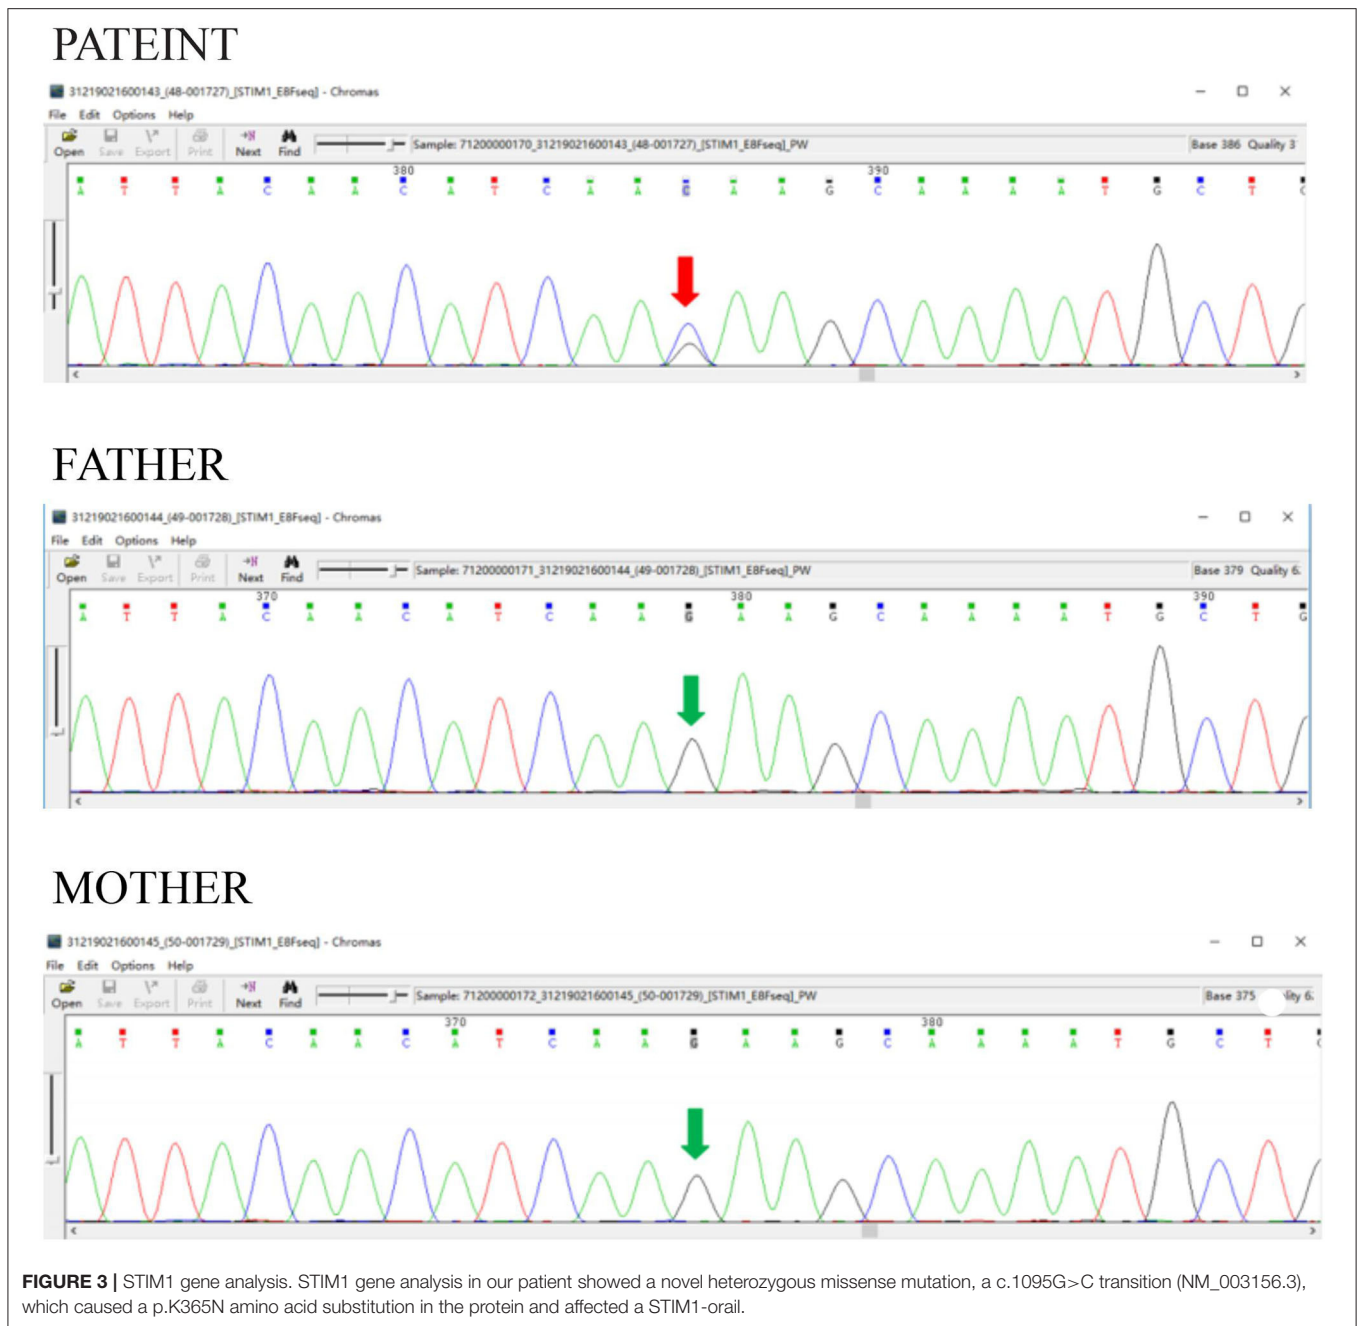 PATEINT
31219021600143_(48-001727)_[STIM1_E8Fseq] - Chromas
File Edit Options Help
Open Save Export Print Next Find Sample: 71200000170_31219021600143_(48-001727)_[STIM1_E8Fseq]_PW Base 386 Quality 3
380 390
A T T A C A A C A T C A A G A A G C A A A A T G C T G
FATHER
31219021600144_(49-001728)_[STIM1_E8Fseq] - Chromas
File Edit Options Help
Open Save Export Print Next Find Sample: 71200000171_31219021600144_(49-001728)_[STIM1_E8Fseq]_PW Base 379 Quality 6
370 380 390
A T T A C A A C A T C A A G A A G C A A A A T G C T G
MOTHER
31219021600145_(50-001729)_[STIM1_E8Fseq] - Chromas
File Edit Options Help
Open Save Export Print Next Find Sample: 71200000172_31219021600145_(50-001729)_[STIM1_E8Fseq]_PW Base 375 lity 6
370 380
A T T A C A A C A T C A A G A A G C A A A A T G C T G
FIGURE 3 | STIM1 gene analysis. STIM1 gene analysis in our patient showed a novel heterozygous missense mutation, a c.1095G>C transition (NM_003156.3),
which caused a p.K365N amino acid substitution in the protein and affected a STIM1-orail.